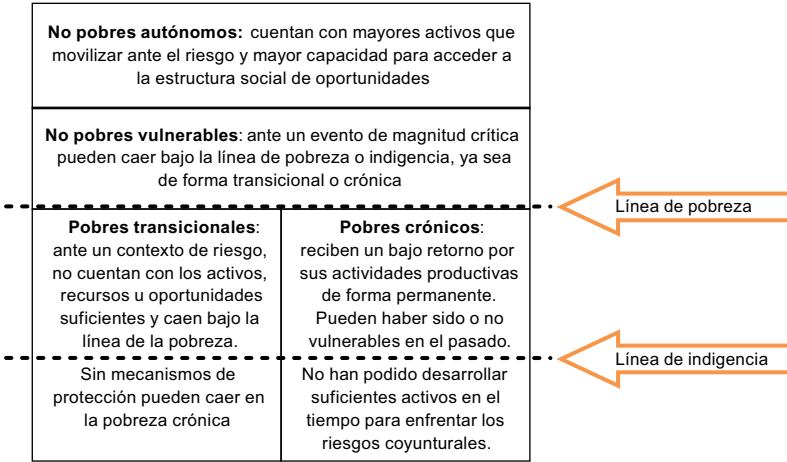 No pobres autónomos: cuentan con mayores activos que
movilizar ante el riesgo y mayor capacidad para acceder a
la estructura social de oportunidades
No pobres vulnerables: ante un evento de magnitud crítica
pueden caer bajo la línea de pobreza o indigencia, ya sea
de forma transicional o crónica
Línea de pobreza
Pobres transicionales:
ante un contexto de riesgo,
no cuentan con los activos,
recursos u oportunidades
suficientes y caen bajo la
línea de la pobreza.
Sin mecanismos de
protección pueden caer en
la pobreza crónica
Pobres crónicos:
reciben un bajo retorno por
sus actividades productivas
de forma permanente.
Pueden haber sido o no
vulnerables en el pasado.
No han podido desarrollar
suficientes activos en el
tiempo para enfrentar los
riesgos coyunturales.
Línea de indigencia